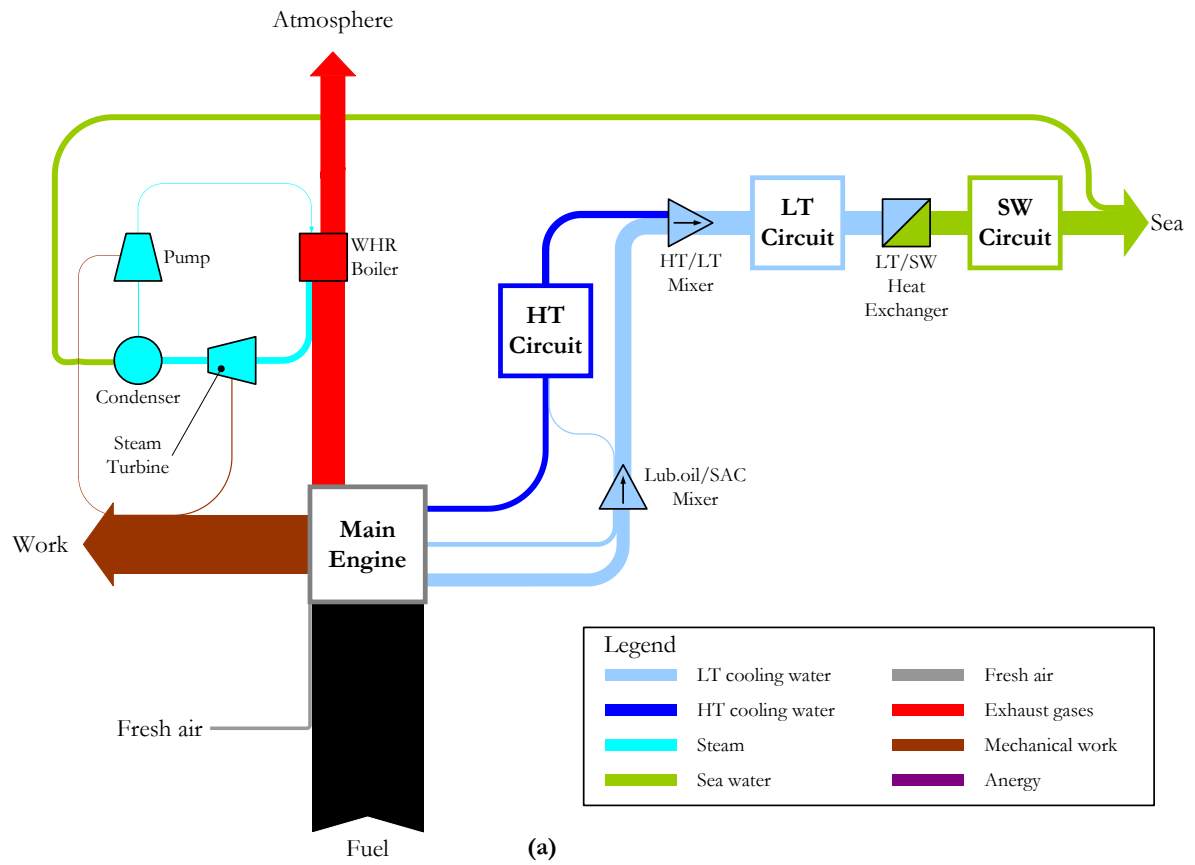 Atmosphere
Pump
WHR
Boiler
Condenser
Steam
Turbine
HT
Circuit
HT/LT
Mixer
LT
Circuit
LT/SW
Heat
Exchanger
SW
Circuit
Sea
Lub.oil/SAC
Mixer
Work
Main
Engine
Fresh air
Fuel
(a)
Legend
LT cooling water
HT cooling water
Steam
Sea water
Fresh air
Exhaust gases
Mechanical work
Anergy